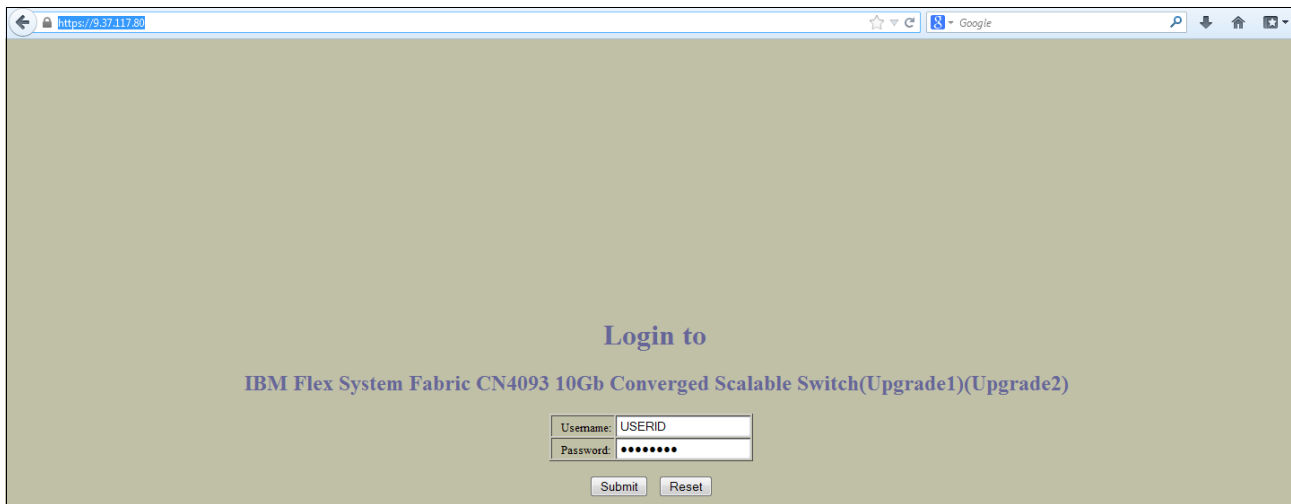 https://9.37.117.80
Google
Login to
IBM Flex System Fabric CN4093 10Gb Converged Scalable Switch(Upgrade1)(Upgrade2)
Username: USERID
Password: ●●●●●●●●
Submit Reset